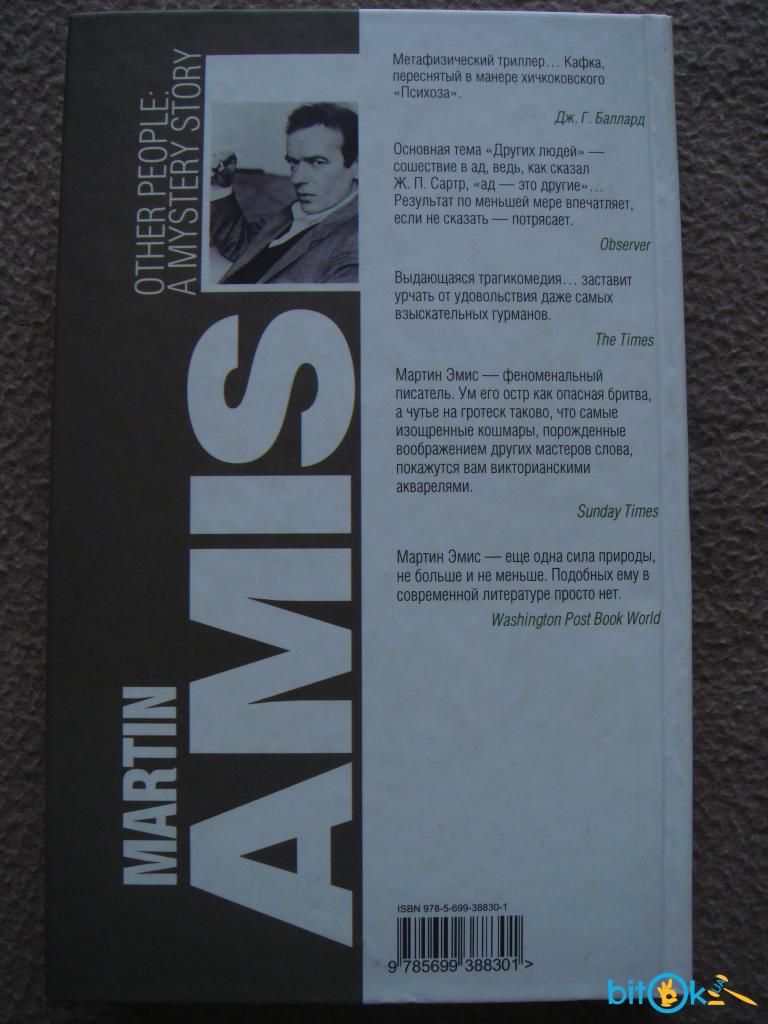 OTHER PEOPLE:
A MYSTERY STORY
MARTIN
AMIS
Метафизический триллер... Кафка,
переснятый в манере хичкоковского
«Психоза».
Дж. Г. Баллард
Основная тема «Других людей» —
сошествие в ад, ведь, как сказал
Ж. П. Сартр, «ад — это другие»...
Результат по меньшей мере впечатляет,
если не сказать — потрясает.
Observer
Выдающаяся трагикомедия... заставит
урчать от удовольствия даже самых
взыскательных гурманов.
The Times
Мартин Эмис — феноменальный
писатель. Ум его остр как опасная бритва,
а чутье на гротеск таково, что самые
изощренные кошмары, порожденные
воображением других мастеров слова,
покажутся вам викторианскими
акварелями.
Sunday Times
Мартин Эмис — еще одна сила природы,
не больше и не меньше. Подобных ему в
современной литературе просто нет.
Washington Post Book World
ISBN 978-5-699-38830-1
9 785699 388301>
bitOk UA